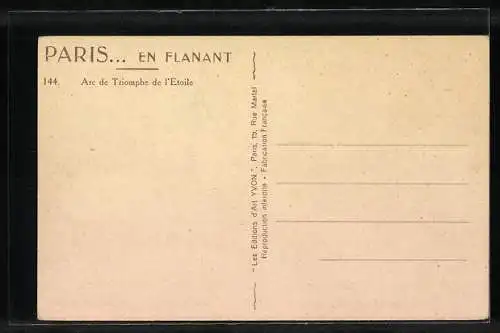 PARIS... EN FLANANT
144. Arc de Triomphe de l'Etoile
"Les Editions d'Art YVON". Paris, 15, Rue Martel
Reproduction interdite - Fabrication Française